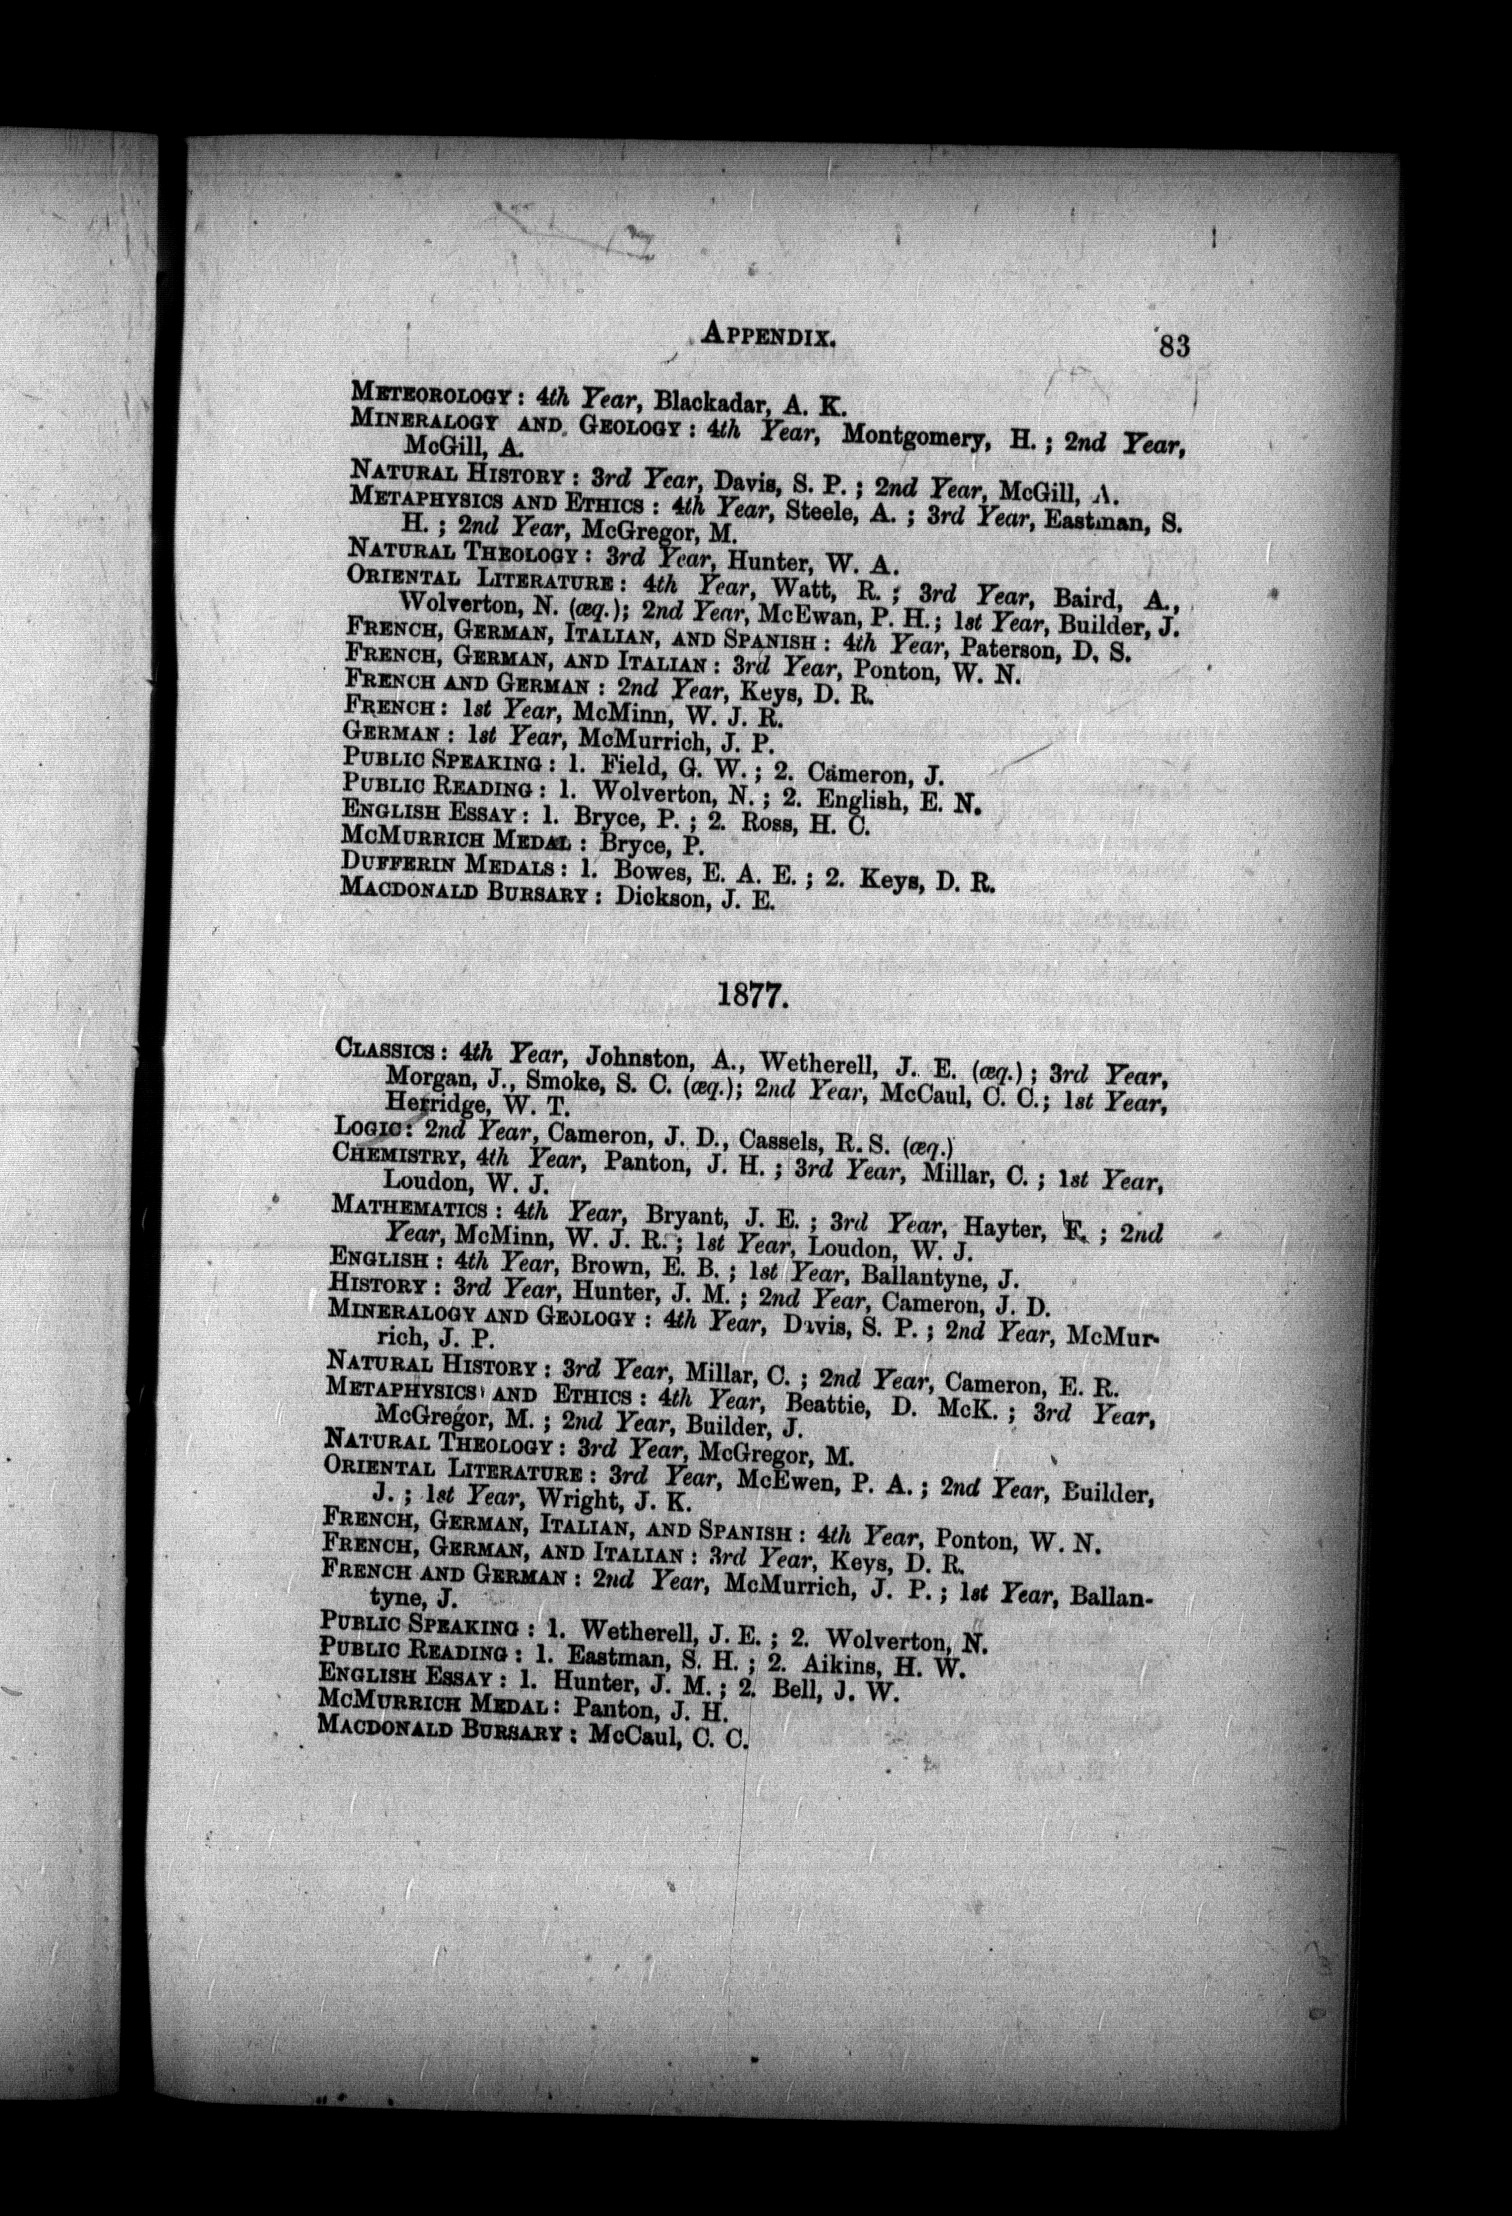 APPENDIX. 83
METEOROLOGY: 4th Year, Blackadar, A. K.
MINERALOGY AND GEOLOGY: 4th Year, Montgomery, H.; 2nd Year,
McGill, A.
NATURAL HISTORY: 3rd Year, Davis, S. P.; 2nd Year, McGill, A.
METAPHYSICS AND ETHICS: 4th Year, Steele, A.; 3rd Year, Eastman, S.
H.; 2nd Year, McGregor, M.
NATURAL THEOLOGY: 3rd Year, Hunter, W. A.
ORIENTAL LITERATURE: 4th Year, Watt, R.; 3rd Year, Baird, A.,
Wolverton, N. (æq.); 2nd Year, McEwan, P. H.; 1st Year, Builder, J.
FRENCH, GERMAN, ITALIAN, AND SPANISH: 4th Year, Paterson, D. S.
FRENCH, GERMAN, AND ITALIAN: 3rd Year, Ponton, W. N.
FRENCH AND GERMAN: 2nd Year, Keys, D. R.
FRENCH: 1st Year, McMinn, W. J. R.
GERMAN: 1st Year, McMurrich, J. P.
PUBLIC SPEAKING: 1. Field, G. W.; 2. Cameron, J.
PUBLIC READING: 1. Wolverton, N.; 2. English, E. N.
ENGLISH ESSAY: 1. Bryce, P.; 2. Ross, H. C.
MCMURRICH MEDAL: Bryce, P.
DUFFERIN MEDALS: 1. Bowes, E. A. E.; 2. Keys, D. R.
MACDONALD BURSARY: Dickson, J. E.
1877.
CLASSICS: 4th Year, Johnston, A., Wetherell, J. E. (æq.); 3rd Year,
Morgan, J., Smoke, S. C. (æq.); 2nd Year, McCaul, C. C.; 1st Year,
Herridge, W. T.
LOGIC: 2nd Year, Cameron, J. D., Cassels, R. S. (æq.)
CHEMISTRY, 4th Year, Panton, J. H.; 3rd Year, Millar, C.; 1st Year,
Loudon, W. J.
MATHEMATICS: 4th Year, Bryant, J. E.; 3rd Year, Hayter, F.; 2nd
Year, McMinn, W. J. R.; 1st Year, Loudon, W. J.
ENGLISH: 4th Year, Brown, E. B.; 1st Year, Ballantyne, J.
HISTORY: 3rd Year, Hunter, J. M.; 2nd Year, Cameron, J. D.
MINERALOGY AND GEOLOGY: 4th Year, Davis, S. P.; 2nd Year, McMur-
rich, J. P.
NATURAL HISTORY: 3rd Year, Millar, C.; 2nd Year, Cameron, E. R.
METAPHYSICS AND ETHICS: 4th Year, Beattie, D. McK.; 3rd Year,
McGregor, M.; 2nd Year, Builder, J.
NATURAL THEOLOGY: 3rd Year, McGregor, M.
ORIENTAL LITERATURE: 3rd Year, McEwen, P. A.; 2nd Year, Builder,
J.; 1st Year, Wright, J. K.
FRENCH, GERMAN, ITALIAN, AND SPANISH: 4th Year, Ponton, W. N.
FRENCH, GERMAN, AND ITALIAN: 3rd Year, Keys, D. R.
FRENCH AND GERMAN: 2nd Year, McMurrich, J. P.; 1st Year, Ballan-
tyne, J.
PUBLIC SPEAKING: 1. Wetherell, J. E.; 2. Wolverton, N.
PUBLIC READING: 1. Eastman, S. H.; 2. Aikins, H. W.
ENGLISH ESSAY: 1. Hunter, J. M.; 2. Bell, J. W.
MCMURRICH MEDAL: Panton, J. H.
MACDONALD BURSARY: McCaul, C. C.